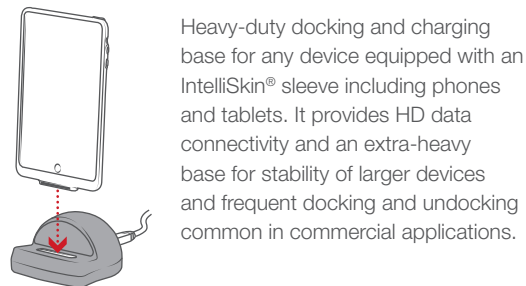 Heavy-duty docking and charging
base for any device equipped with an
IntelliSkin® sleeve including phones
and tablets. It provides HD data
connectivity and an extra-heavy
base for stability of larger devices
and frequent docking and undocking
common in commercial applications.